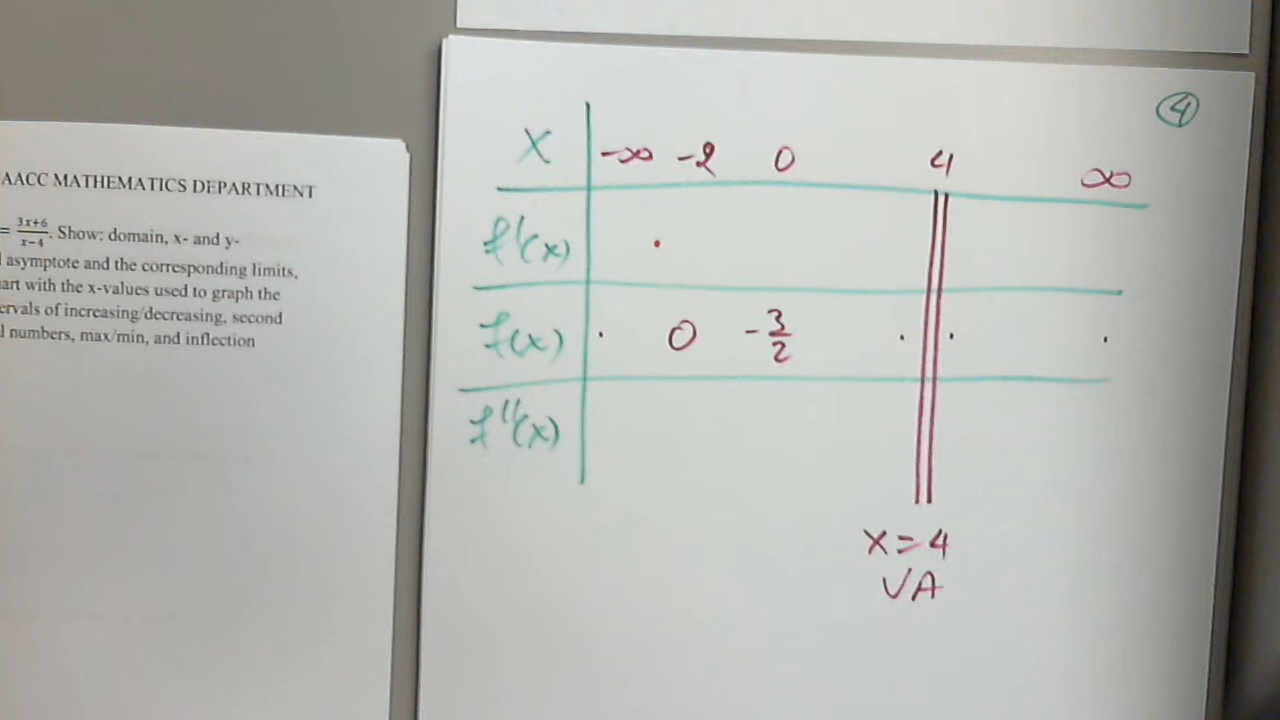 AACC MATHEMATICS DEPARTMENT
= 3x+6/x−4. Show: domain, x- and y-
asymptote and the corresponding limits,
art with the x-values used to graph the
ervals of increasing/decreasing, second
l numbers, max/min, and inflection
4
X -∞ -2 0 4 ∞
f'(x)
f(x) 0 -3/2
f''(x)
X=4
VA